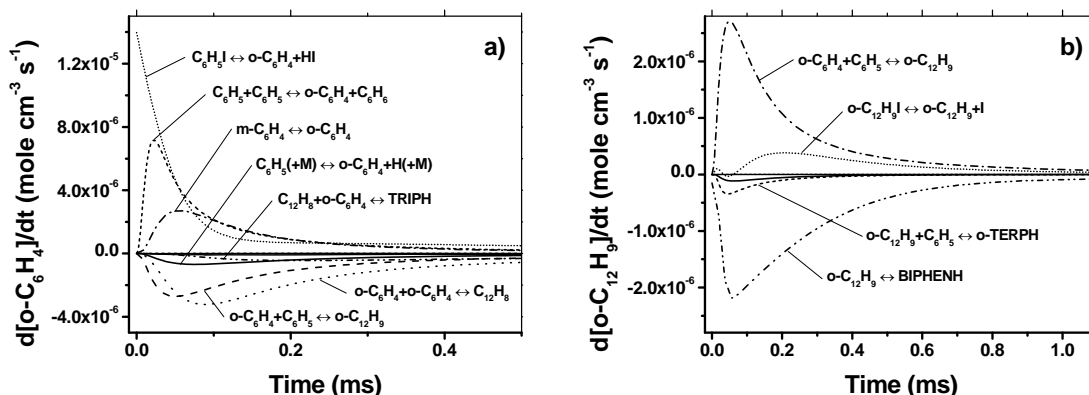 a)
d[o-C₆H₄]/dt (mole cm⁻³ s⁻¹)
1.2x10⁻⁵
8.0x10⁻⁶
4.0x10⁻⁶
0.0
-4.0x10⁻⁶
C₆H₅I ↔ o-C₆H₄+HI
C₆H₅+C₆H₅ ↔ o-C₆H₄+C₆H₆
m-C₆H₄ ↔ o-C₆H₄
C₆H₅(+M) ↔ o-C₆H₄+H(+M)
C₁₂H₈+o-C₆H₄ ↔ TRIPH
o-C₆H₄+o-C₆H₄ ↔ C₁₂H₈
o-C₆H₄+C₆H₅ ↔ o-C₁₂H₉
0.0 0.2 0.4
Time (ms)
b)
d[o-C₁₂H₉]/dt (mole cm⁻³ s⁻¹)
2.0x10⁻⁶
1.0x10⁻⁶
0.0
-1.0x10⁻⁶
-2.0x10⁻⁶
o-C₆H₄+C₆H₅ ↔ o-C₁₂H₉
o-C₁₂H₉I ↔ o-C₁₂H₉+I
o-C₁₂H₉+C₆H₅ ↔ o-TERPH
o-C₁₂H₉ ↔ BIPHENH
0.0 0.2 0.4 0.6 0.8 1.0
Time (ms)